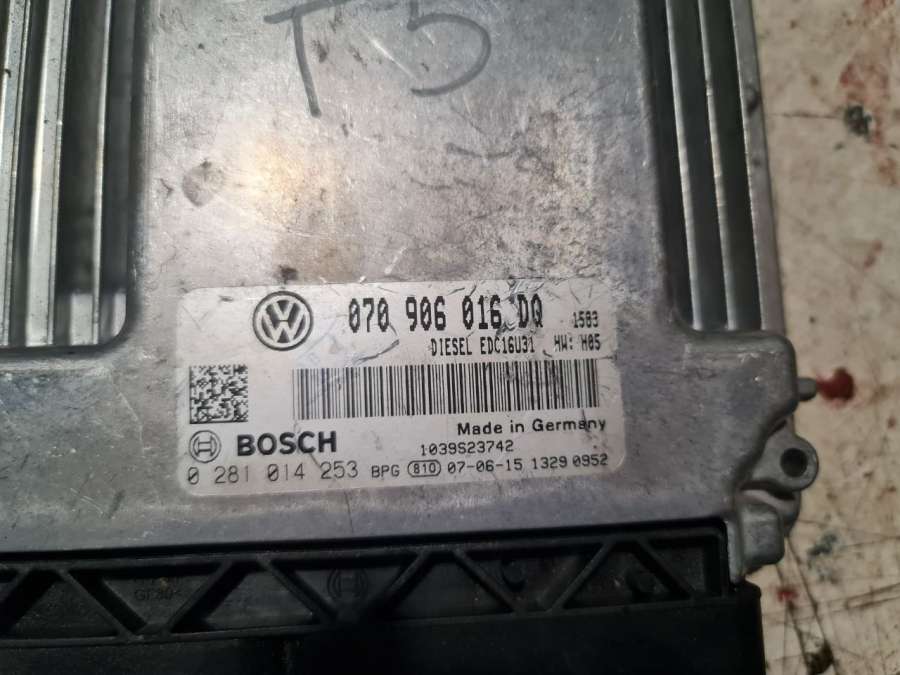 T5
070 906 016 DQ 1583
DIESEL EDC16U31 HW: H05
Made in Germany
BOSCH 1039S23742
0 281 014 253 BPG 810 07-06-15 1329 0952